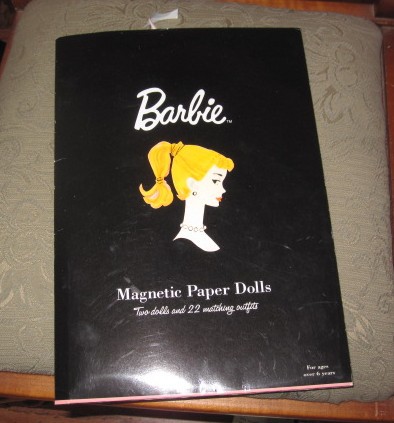 Barbie™
Magnetic Paper Dolls
Two dolls and 22 matching outfits
For ages
over 6 years